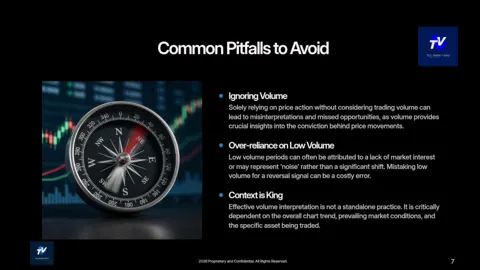 Common Pitfalls to Avoid
TV
Ignoring Volume
Solely relying on price action without considering trading volume can
lead to misinterpretations and missed opportunities, as volume provides
crucial insights into the conviction behind price movements.
Over-reliance on Low Volume
Low volume periods can often be attributed to a lack of market interest
or may represent 'noise' rather than a significant shift. Mistaking low
volume for a reversal signal can be a costly error.
Context is King
Effective volume interpretation is not a standalone practice. It is critically
dependent on the overall chart trend, prevailing market conditions, and
the specific asset being traded.
N
NE
E
S
W
NW
TV
2026 Proprietary and Confidential. All Rights Reserved.
7